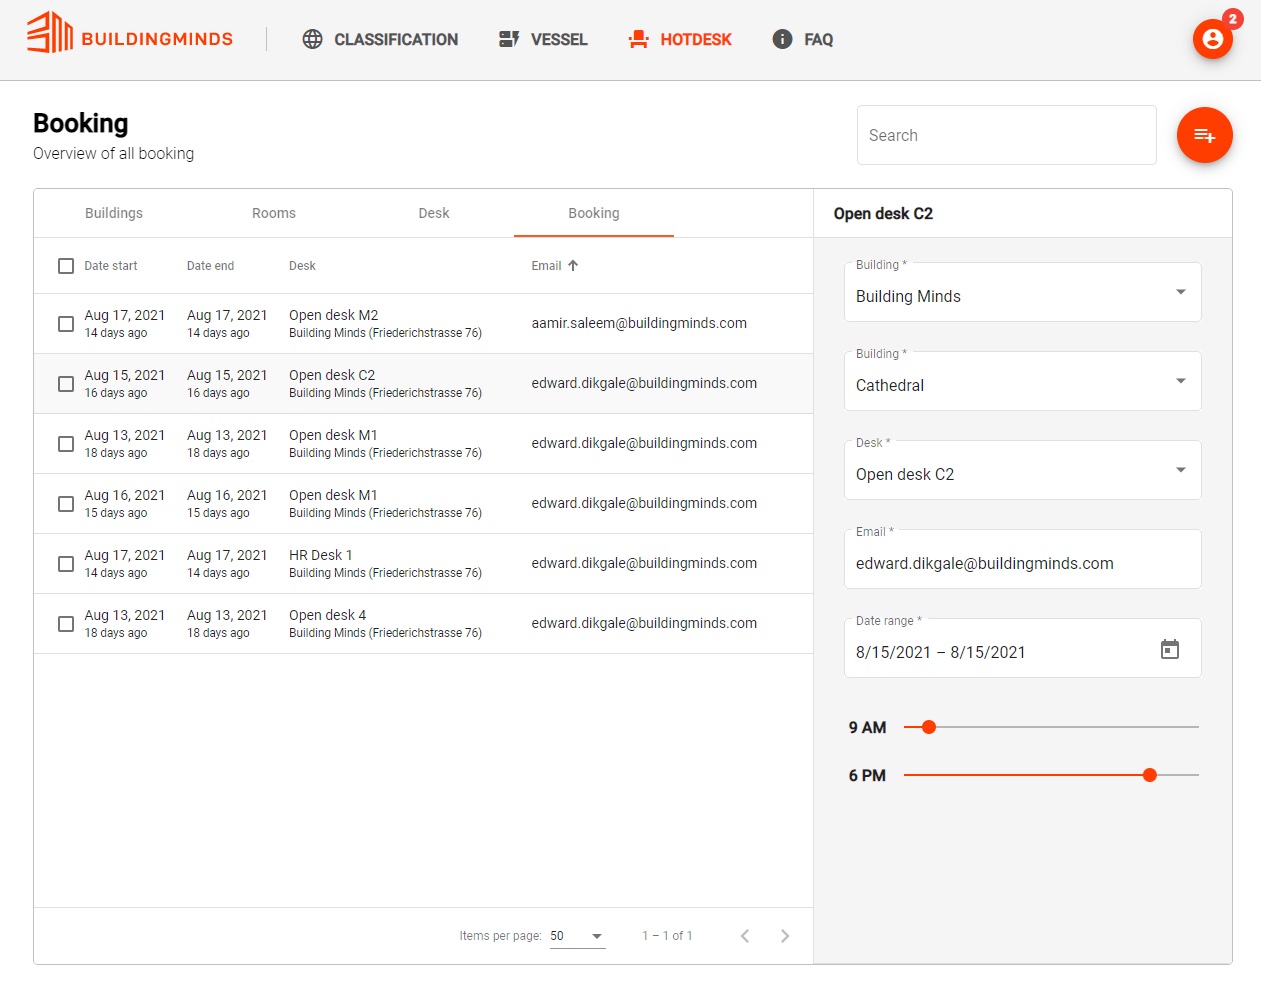 BUILDINGMINDS
CLASSIFICATION
VESSEL
HOTDESK
FAQ
2
Booking
Overview of all booking
Search
Buildings Rooms Desk Booking
Date start Date end Desk Email
Aug 17, 2021 Aug 17, 2021 Open desk M2 aamir.saleem@buildingminds.com
14 days ago 14 days ago Building Minds (Friederichstrasse 76)
Aug 15, 2021 Aug 15, 2021 Open desk C2 edward.dikgale@buildingminds.com
16 days ago 16 days ago Building Minds (Friederichstrasse 76)
Aug 13, 2021 Aug 13, 2021 Open desk M1 edward.dikgale@buildingminds.com
18 days ago 18 days ago Building Minds (Friederichstrasse 76)
Aug 16, 2021 Aug 16, 2021 Open desk M1 edward.dikgale@buildingminds.com
15 days ago 15 days ago Building Minds (Friederichstrasse 76)
Aug 17, 2021 Aug 17, 2021 HR Desk 1 edward.dikgale@buildingminds.com
14 days ago 14 days ago Building Minds (Friederichstrasse 76)
Aug 13, 2021 Aug 13, 2021 Open desk 4 edward.dikgale@buildingminds.com
18 days ago 18 days ago Building Minds (Friederichstrasse 76)
Items per page: 50 1 – 1 of 1
Open desk C2
Building *
Building Minds
Building *
Cathedral
Desk *
Open desk C2
Email *
edward.dikgale@buildingminds.com
Date range *
8/15/2021 – 8/15/2021
9 AM
6 PM